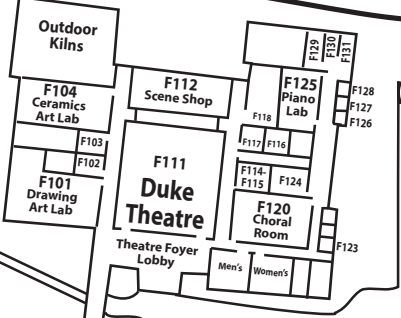 Outdoor
Kilns
F129
F130
F131
F104
Ceramics
Art Lab
F112
Scene Shop
F125
Piano
Lab
F128
F127
F126
F118
F103
F102
F117
F116
F111
Duke
Theatre
F114-
F115
F124
F101
Drawing
Art Lab
F120
Choral
Room
F123
Theatre Foyer
Lobby
Men's
Women's